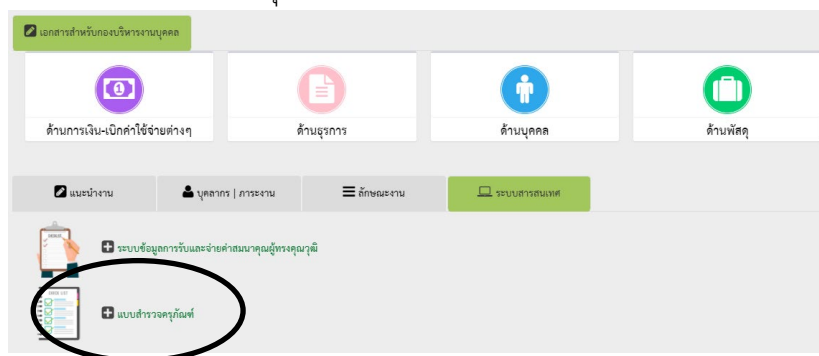 เอกสารสำหรับกองบริหารงานบุคคล
ด้านการเงิน-เบิกค่าใช้จ่ายต่างๆ
ด้านธุรการ
ด้านบุคคล
ด้านพัสดุ
แนะนำงาน
บุคลากร | ภาระงาน
ลักษณะงาน
ระบบสารสนเทศ
ระบบข้อมูลการรับและจ่ายค่าสมนาคุณผู้ทรงคุณวุฒิ
แบบสำรวจครุภัณฑ์